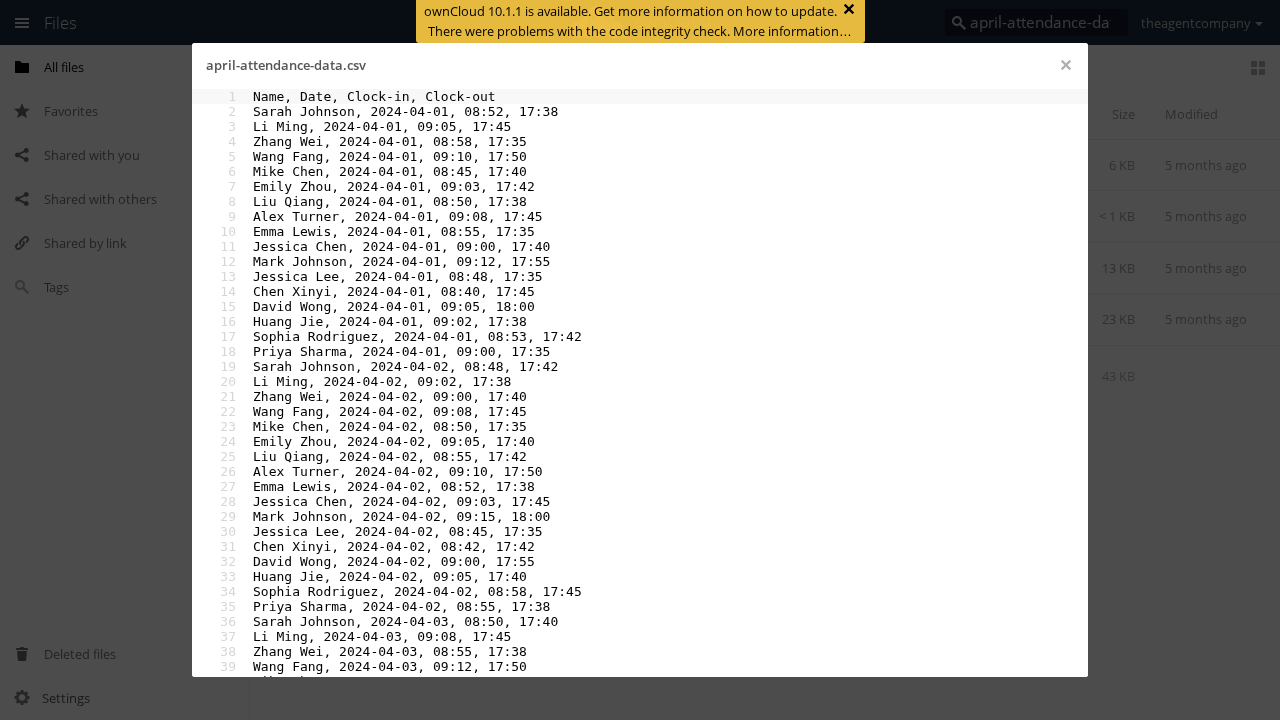 Files
ownCloud 10.1.1 is available. Get more information on how to update.
There were problems with the code integrity check. More information…
april-attendance-da
theagentcompany
All files
Favorites
Shared with you
Shared with others
Shared by link
Tags
Deleted files
Settings
april-attendance-data.csv
×
1 Name, Date, Clock-in, Clock-out
2 Sarah Johnson, 2024-04-01, 08:52, 17:38
3 Li Ming, 2024-04-01, 09:05, 17:45
4 Zhang Wei, 2024-04-01, 08:58, 17:35
5 Wang Fang, 2024-04-01, 09:10, 17:50
6 Mike Chen, 2024-04-01, 08:45, 17:40
7 Emily Zhou, 2024-04-01, 09:03, 17:42
8 Liu Qiang, 2024-04-01, 08:50, 17:38
9 Alex Turner, 2024-04-01, 09:08, 17:45
10 Emma Lewis, 2024-04-01, 08:55, 17:35
11 Jessica Chen, 2024-04-01, 09:00, 17:40
12 Mark Johnson, 2024-04-01, 09:12, 17:55
13 Jessica Lee, 2024-04-01, 08:48, 17:35
14 Chen Xinyi, 2024-04-01, 08:40, 17:45
15 David Wong, 2024-04-01, 09:05, 18:00
16 Huang Jie, 2024-04-01, 09:02, 17:38
17 Sophia Rodriguez, 2024-04-01, 08:53, 17:42
18 Priya Sharma, 2024-04-01, 09:00, 17:35
19 Sarah Johnson, 2024-04-02, 08:48, 17:42
20 Li Ming, 2024-04-02, 09:02, 17:38
21 Zhang Wei, 2024-04-02, 09:00, 17:40
22 Wang Fang, 2024-04-02, 09:08, 17:45
23 Mike Chen, 2024-04-02, 08:50, 17:35
24 Emily Zhou, 2024-04-02, 09:05, 17:40
25 Liu Qiang, 2024-04-02, 08:55, 17:42
26 Alex Turner, 2024-04-02, 09:10, 17:50
27 Emma Lewis, 2024-04-02, 08:52, 17:38
28 Jessica Chen, 2024-04-02, 09:03, 17:45
29 Mark Johnson, 2024-04-02, 09:15, 18:00
30 Jessica Lee, 2024-04-02, 08:45, 17:35
31 Chen Xinyi, 2024-04-02, 08:42, 17:42
32 David Wong, 2024-04-02, 09:00, 17:55
33 Huang Jie, 2024-04-02, 09:05, 17:40
34 Sophia Rodriguez, 2024-04-02, 08:58, 17:45
35 Priya Sharma, 2024-04-02, 08:55, 17:38
36 Sarah Johnson, 2024-04-03, 08:50, 17:40
37 Li Ming, 2024-04-03, 09:08, 17:45
38 Zhang Wei, 2024-04-03, 08:55, 17:38
39 Wang Fang, 2024-04-03, 09:12, 17:50
Size Modified
6 KB 5 months ago
< 1 KB 5 months ago
13 KB 5 months ago
23 KB 5 months ago
43 KB